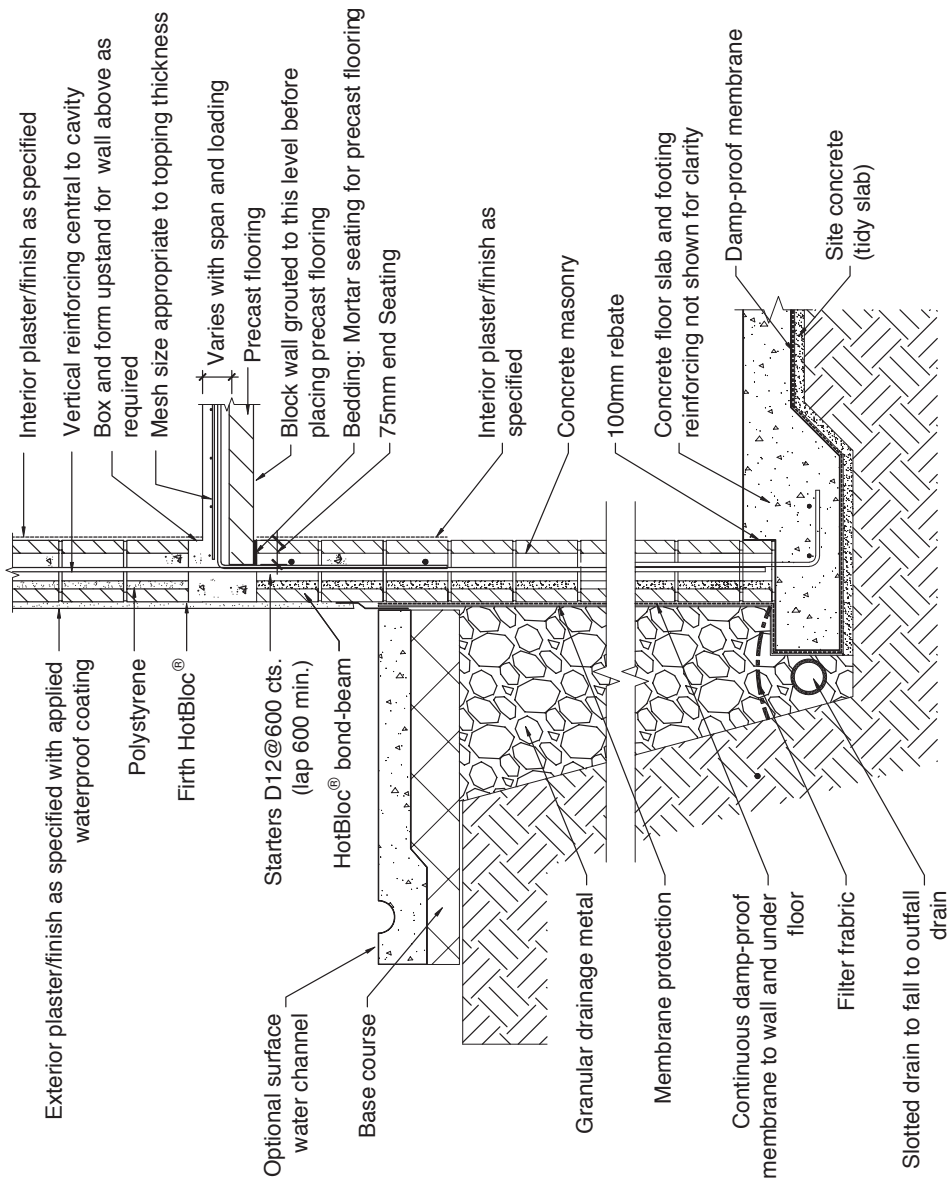 Exterior plaster/finish as specified with applied
waterproof coating
Polystyrene
Firth HotBloc®
Starters D12@600 cts.
(lap 600 min.)
HotBloc® bond-beam
Optional surface
water channel
Base course
Granular drainage metal
Membrane protection
Continuous damp-proof
membrane to wall and under
floor
Filter frabric
Slotted drain to fall to outfall
drain
Interior plaster/finish as specified
Vertical reinforcing central to cavity
Box and form upstand for wall above as
required
Mesh size appropriate to topping thickness
Varies with span and loading
Precast flooring
Block wall grouted to this level before
placing precast flooring
Bedding: Mortar seating for precast flooring
75mm end Seating
Interior plaster/finish as
specified
Concrete masonry
100mm rebate
Concrete floor slab and footing
reinforcing not shown for clarity
Damp-proof membrane
Site concrete
(tidy slab)